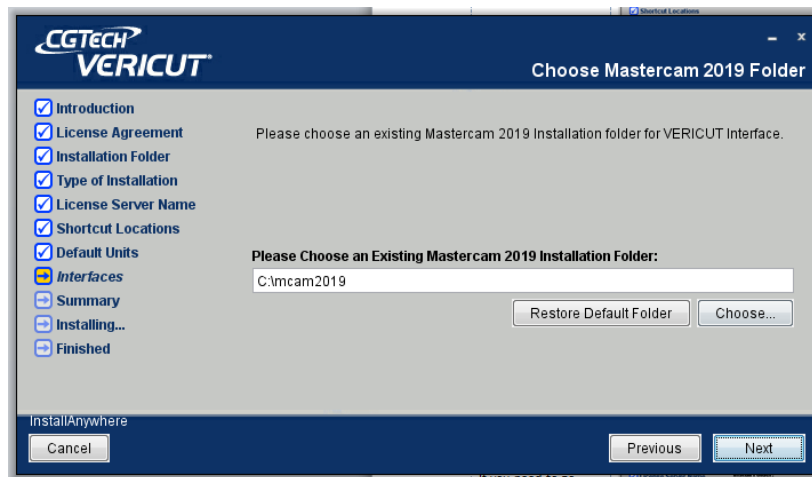 Shortcut Locations
CGTECH
VERICUT
Choose Mastercam 2019 Folder
Introduction
License Agreement
Installation Folder
Type of Installation
License Server Name
Shortcut Locations
Default Units
Interfaces
Summary
Installing...
Finished
Please choose an existing Mastercam 2019 Installation folder for VERICUT Interface.
Please Choose an Existing Mastercam 2019 Installation Folder:
C:\mcam2019
Restore Default Folder
Choose...
InstallAnywhere
Cancel
Previous
Next